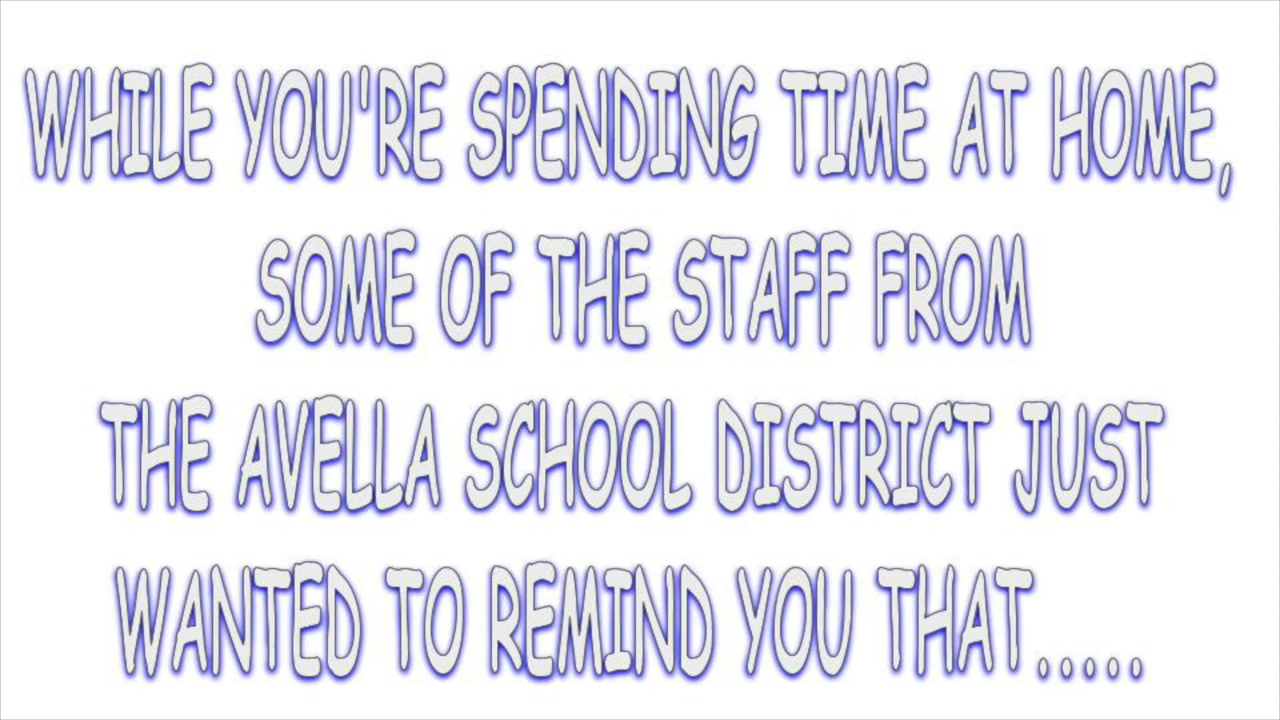 WHILE YOU'RE SPENDING TIME AT HOME,
SOME OF THE STAFF FROM
THE AVELLA SCHOOL DISTRICT JUST
WANTED TO REMIND YOU THAT.....